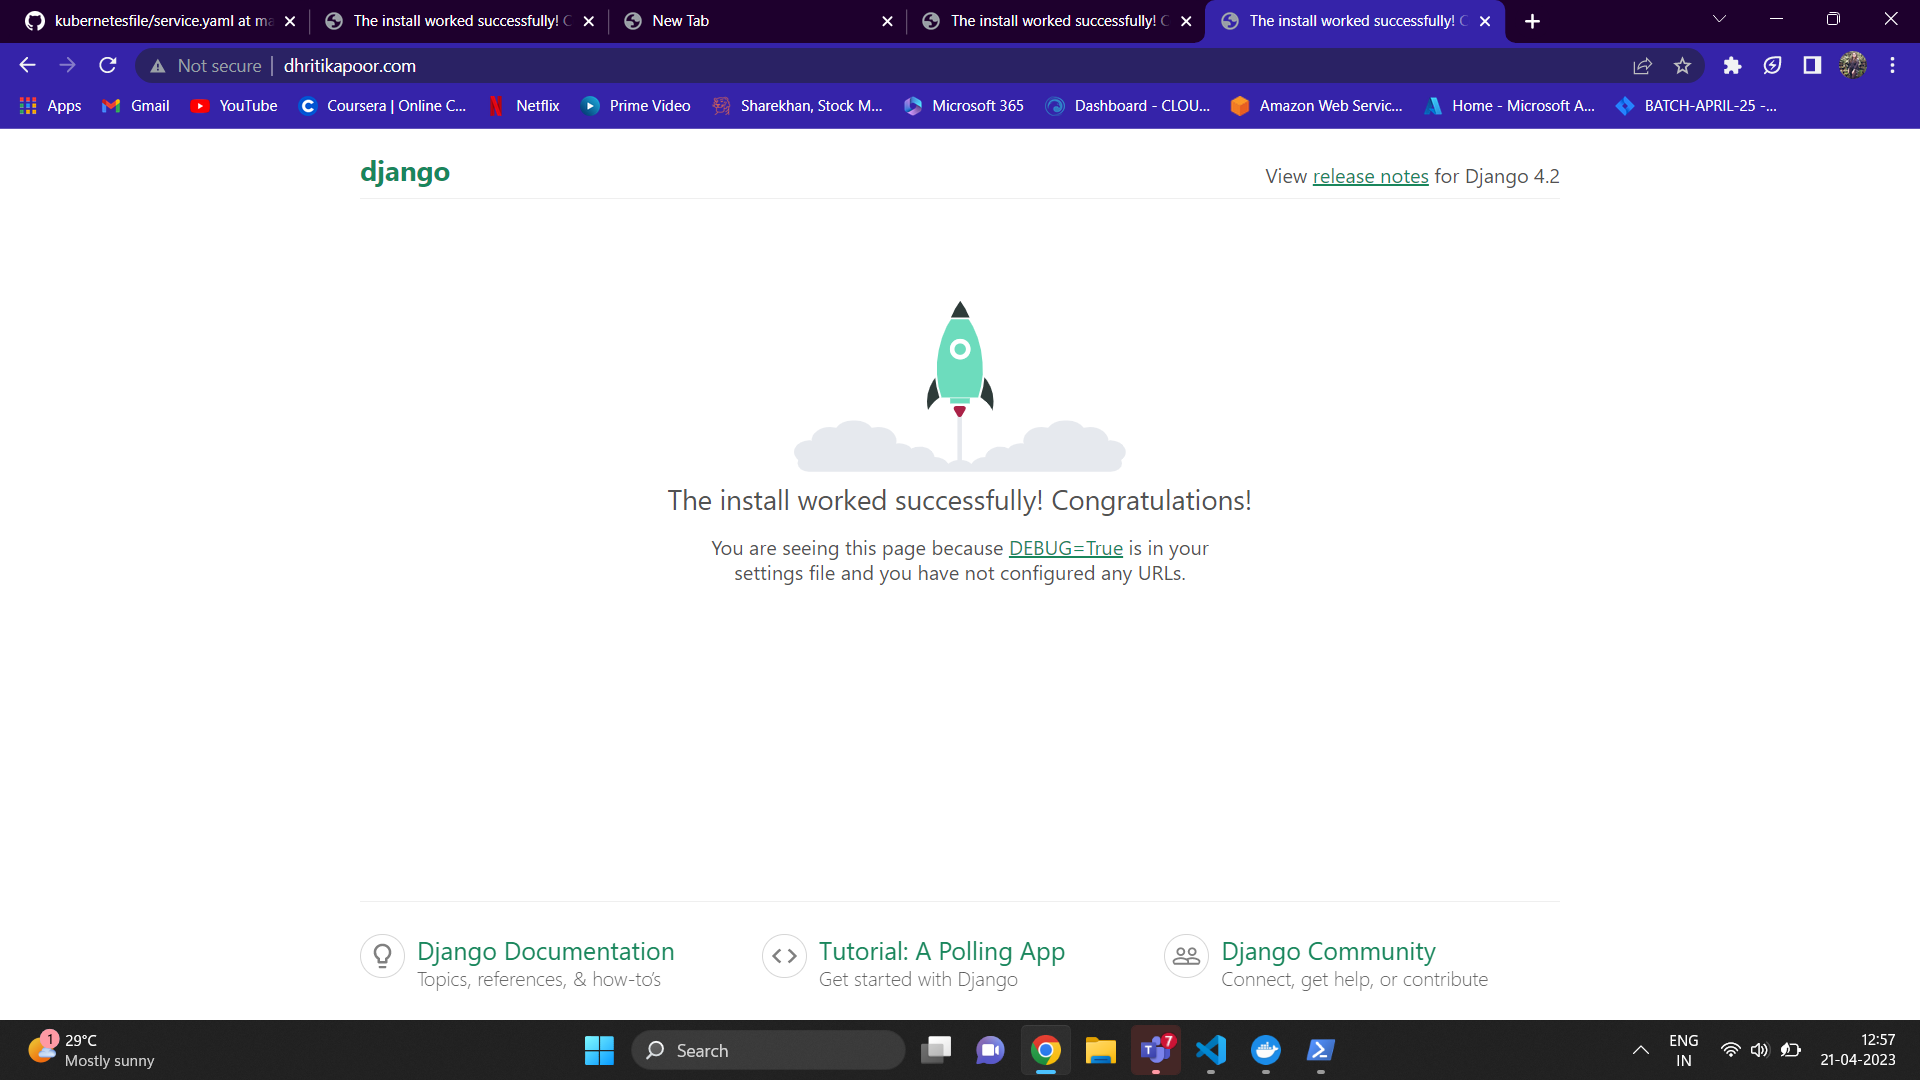 kubernetesfile/service.yaml at ma
The install worked successfully! C
New Tab
The install worked successfully! C
The install worked successfully! C
Not secure
dhritikapoor.com
Apps
Gmail
YouTube
Coursera | Online C...
Netflix
Prime Video
Sharekhan, Stock M...
Microsoft 365
Dashboard - CLOU...
Amazon Web Servic...
Home - Microsoft A...
BATCH-APRIL-25 -...
django
View release notes for Django 4.2
The install worked successfully! Congratulations!
You are seeing this page because DEBUG=True is in your
settings file and you have not configured any URLs.
Django Documentation
Topics, references, & how-to's
Tutorial: A Polling App
Get started with Django
Django Community
Connect, get help, or contribute
1
29°C
Mostly sunny
Search
7
ENG
IN
12:57
21-04-2023